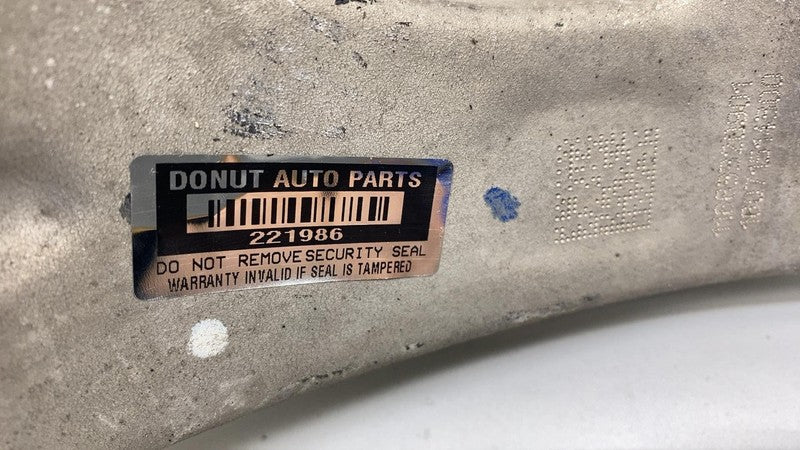 DONUT AUTO PARTS
221986
DO NOT REMOVE SECURITY SEAL
WARRANTY INVALID IF SEAL IS TAMPERED